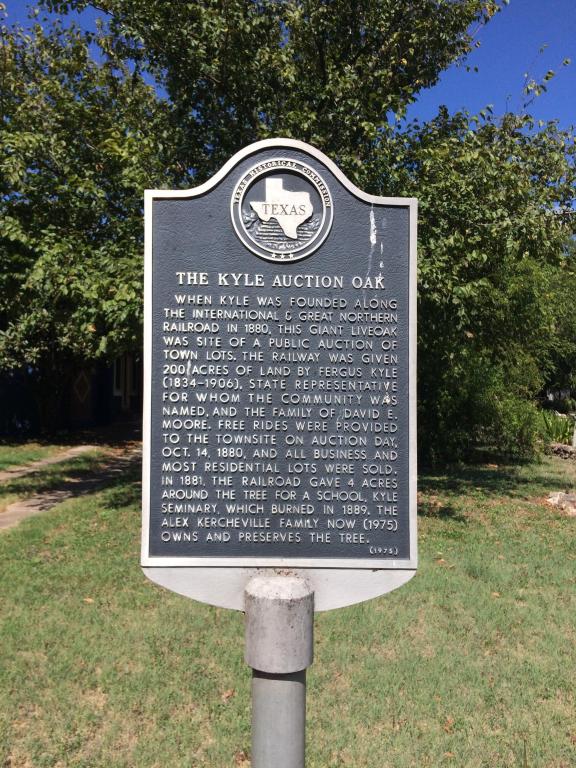 TEXAS HISTORICAL COMMISSION
TEXAS
THE KYLE AUCTION OAK
WHEN KYLE WAS FOUNDED ALONG
THE INTERNATIONAL & GREAT NORTHERN
RAILROAD IN 1880, THIS GIANT LIVEOAK
WAS SITE OF A PUBLIC AUCTION OF
TOWN LOTS. THE RAILWAY WAS GIVEN
200 ACRES OF LAND BY FERGUS KYLE
(1834-1906), STATE REPRESENTATIVE
FOR WHOM THE COMMUNITY WAS
NAMED, AND THE FAMILY OF DAVID E.
MOORE. FREE RIDES WERE PROVIDED
TO THE TOWNSITE ON AUCTION DAY,
OCT. 14, 1880, AND ALL BUSINESS AND
MOST RESIDENTIAL LOTS WERE SOLD.
IN 1881, THE RAILROAD GAVE 4 ACRES
AROUND THE TREE FOR A SCHOOL, KYLE
SEMINARY, WHICH BURNED IN 1889. THE
ALEX KERCHEVILLE FAMILY NOW (1975)
OWNS AND PRESERVES THE TREE.
(1975)